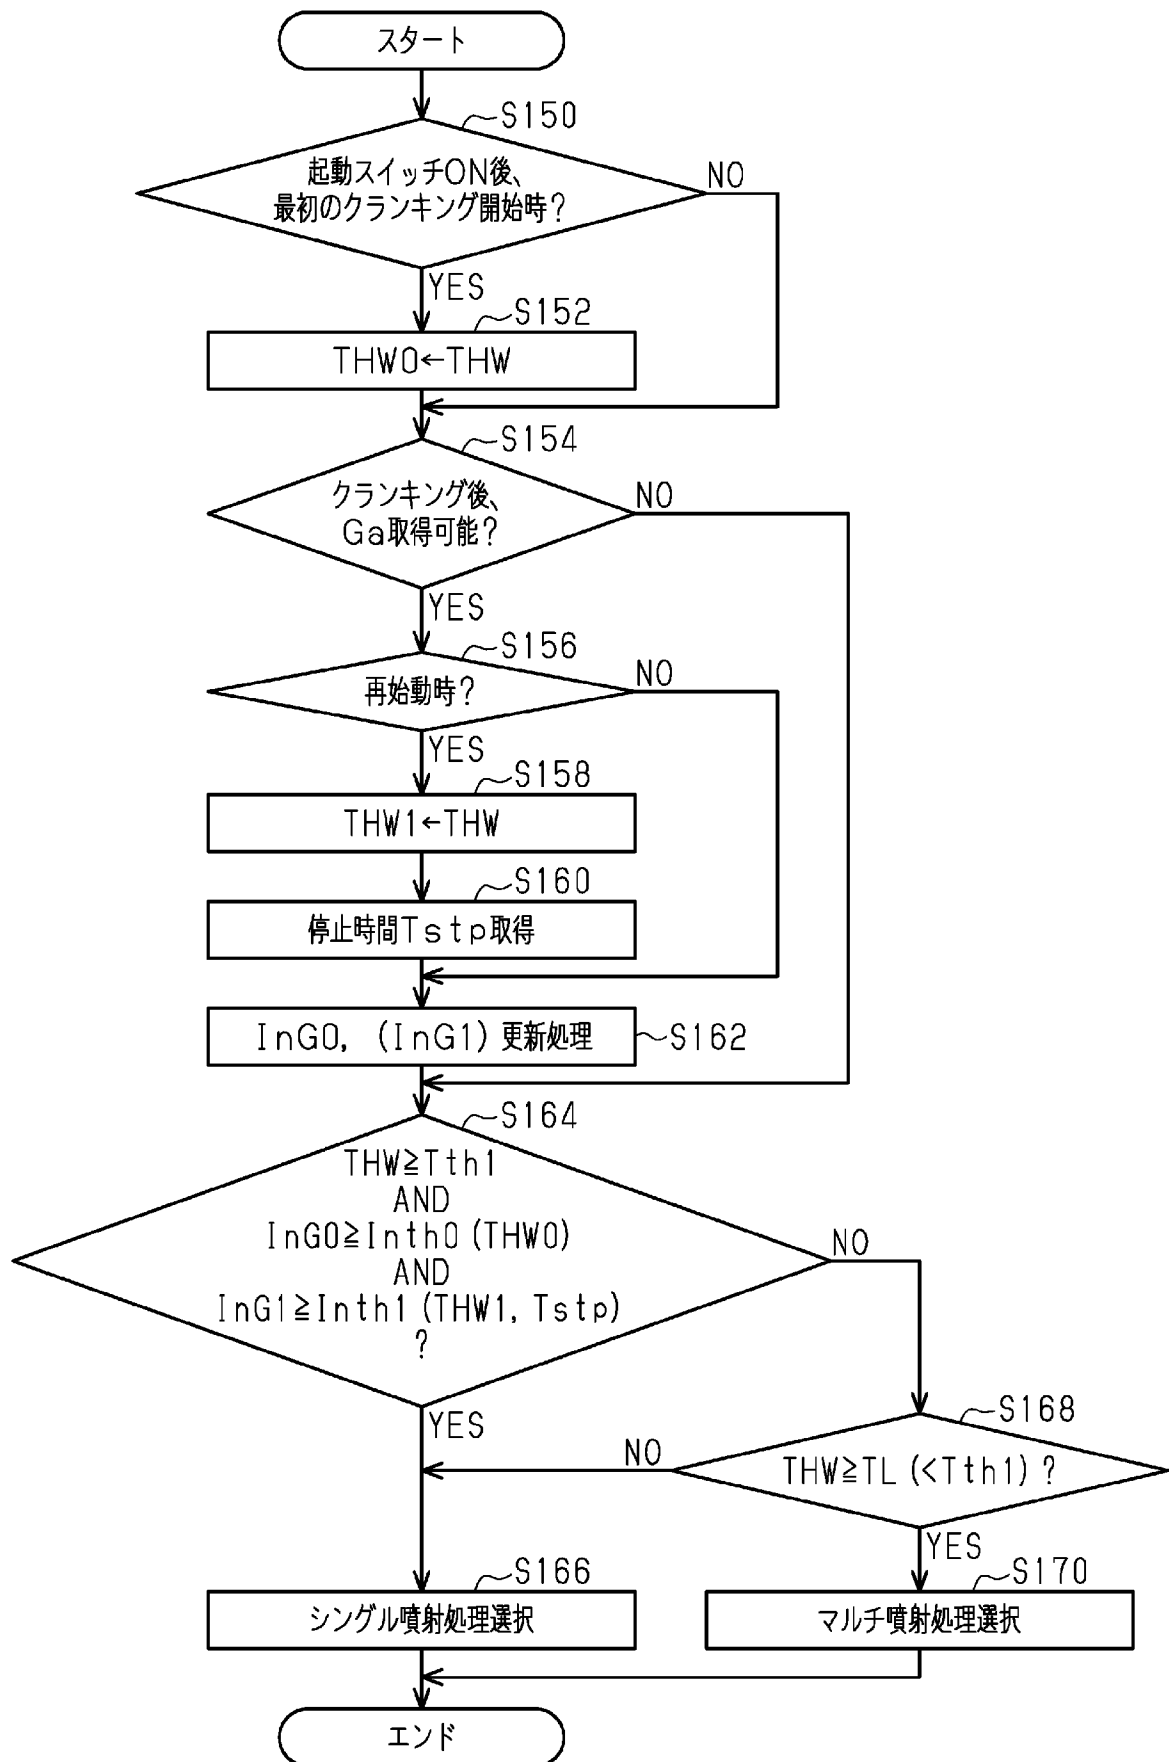 スタート
S150
起動スイッチON後、
最初のクランキング開始時？
NO
YES
S152
THW0←THW
S154
クランキング後、
Ga取得可能？
NO
YES
S156
再始動時？
NO
YES
S158
THW1←THW
S160
停止時間Tstp取得
InG0, (InG1) 更新処理
S162
S164
THW≧Tth1
AND
InG0≧Inth0 (THW0)
AND
InG1≧Inth1 (THW1, Tstp)
?
NO
YES
S168
THW≧TL (<Tth1) ?
NO
YES
S166
シングル噴射処理選択
S170
マルチ噴射処理選択
エンド